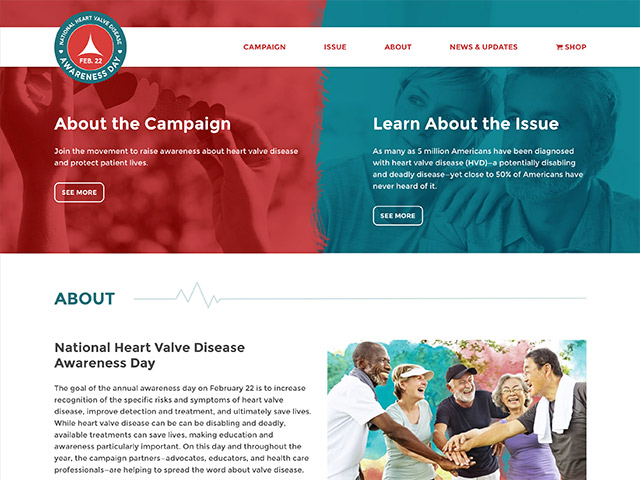 NATIONAL HEART VALVE DISEASE
FEB. 22
AWARENESS DAY
CAMPAIGN
ISSUE
ABOUT
NEWS & UPDATES
SHOP
About the Campaign
Join the movement to raise awareness about heart valve disease
and protect patient lives.
SEE MORE
Learn About the Issue
As many as 5 million Americans have been diagnosed
with heart valve disease (HVD)—a potentially disabling
and deadly disease—yet close to 50% of Americans have
never heard of it.
SEE MORE
ABOUT
National Heart Valve Disease
Awareness Day
The goal of the annual awareness day on February 22 is to increase
recognition of the specific risks and symptoms of heart valve
disease, improve detection and treatment, and ultimately save lives.
While heart valve disease can be can be disabling and deadly,
available treatments can save lives, making education and
awareness particularly important. On this day and throughout the
year, the campaign partners—advocates, educators, and health care
professionals—are helping to spread the word about valve disease.